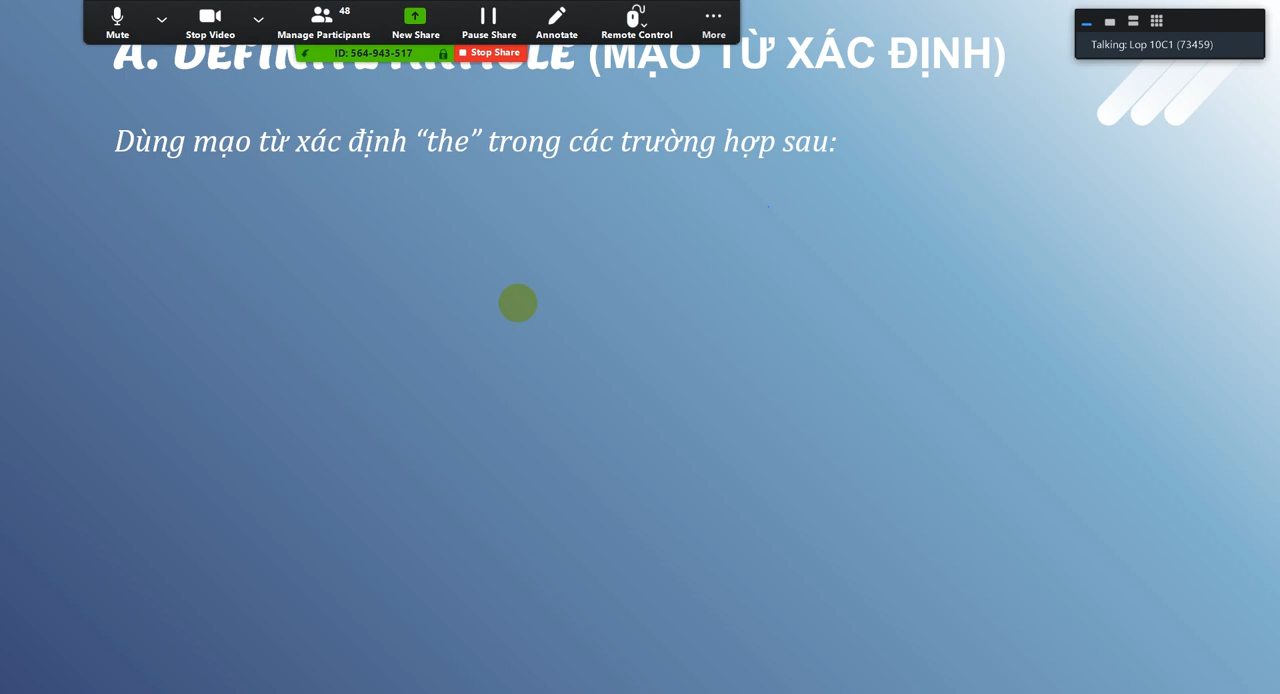 Mute
Stop Video
48
Manage Participants
New Share
Pause Share
Annotate
Remote Control
More
ID: 564-943-517
Stop Share
Talking: Lop 10C1 (73459)
A. (MẠO TỪ XÁC ĐỊNH)
Dùng mạo từ xác định “the” trong các trường hợp sau: